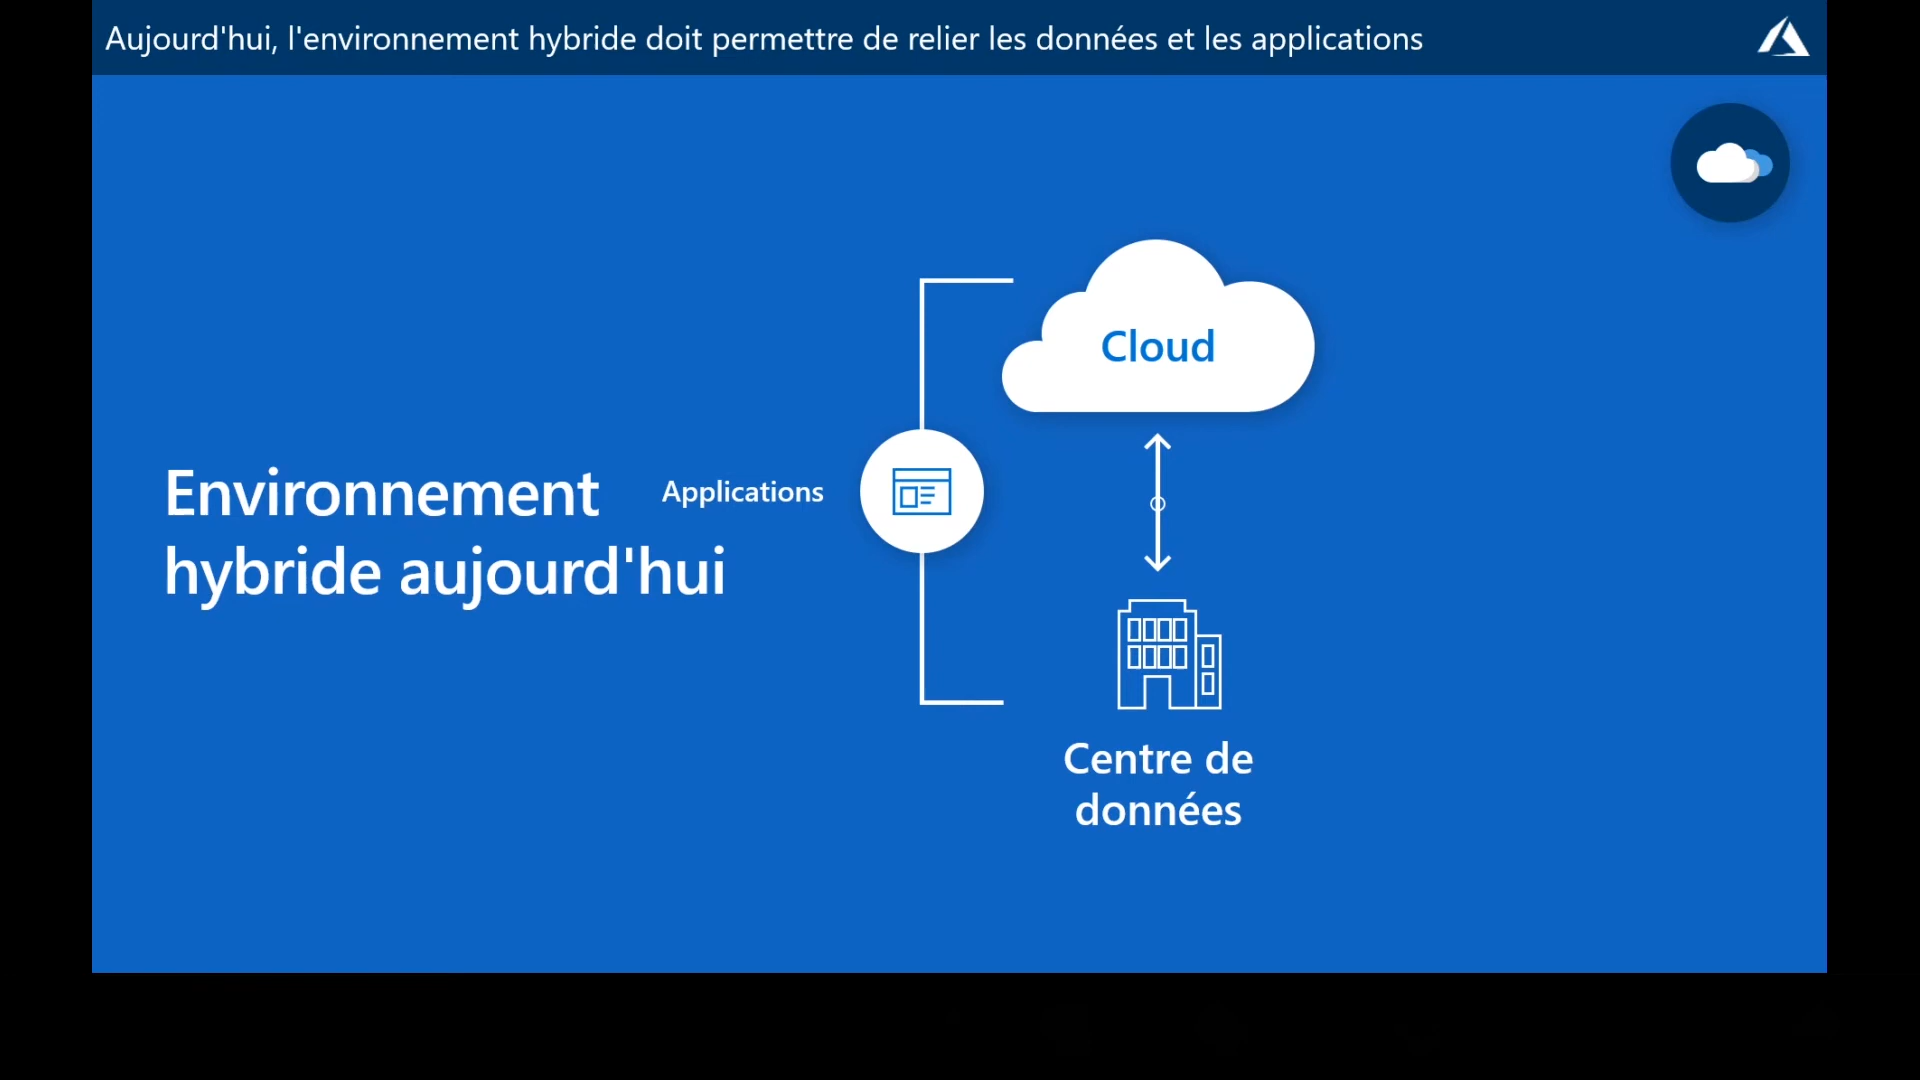 Aujourd'hui, l'environnement hybride doit permettre de relier les données et les applications
Cloud
Environnement
hybride aujourd'hui
Applications
Centre de
données